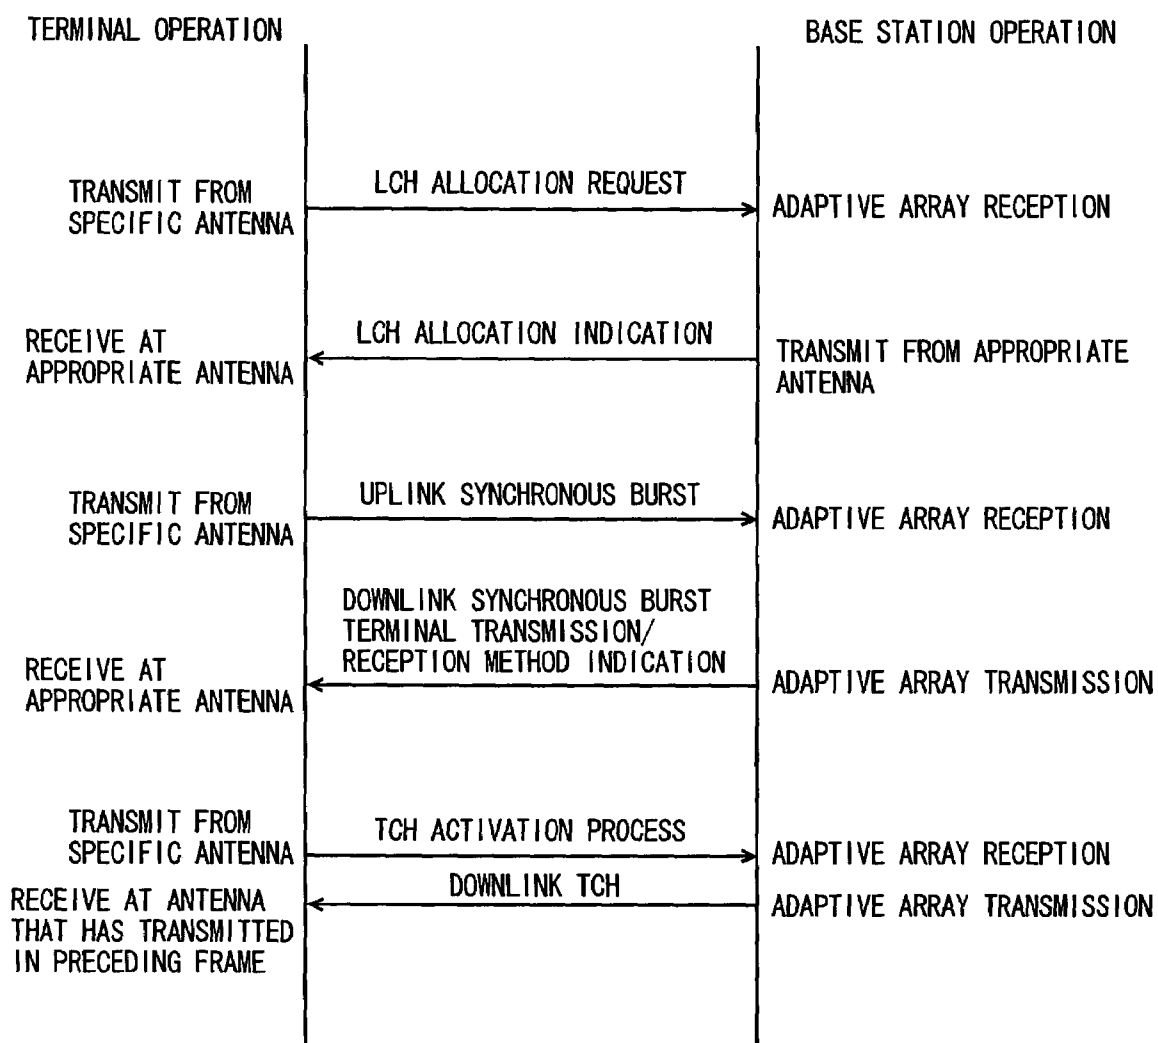 TERMINAL OPERATION
BASE STATION OPERATION
TRANSMIT FROM
SPECIFIC ANTENNA
LCH ALLOCATION REQUEST
ADAPTIVE ARRAY RECEPTION
RECEIVE AT
APPROPRIATE ANTENNA
LCH ALLOCATION INDICATION
TRANSMIT FROM APPROPRIATE
ANTENNA
TRANSMIT FROM
SPECIFIC ANTENNA
UPLINK SYNCHRONOUS BURST
ADAPTIVE ARRAY RECEPTION
RECEIVE AT
APPROPRIATE ANTENNA
DOWNLINK SYNCHRONOUS BURST
TERMINAL TRANSMISSION/
RECEPTION METHOD INDICATION
ADAPTIVE ARRAY TRANSMISSION
TRANSMIT FROM
SPECIFIC ANTENNA
TCH ACTIVATION PROCESS
ADAPTIVE ARRAY RECEPTION
RECEIVE AT ANTENNA
THAT HAS TRANSMITTED
IN PRECEDING FRAME
DOWNLINK TCH
ADAPTIVE ARRAY TRANSMISSION